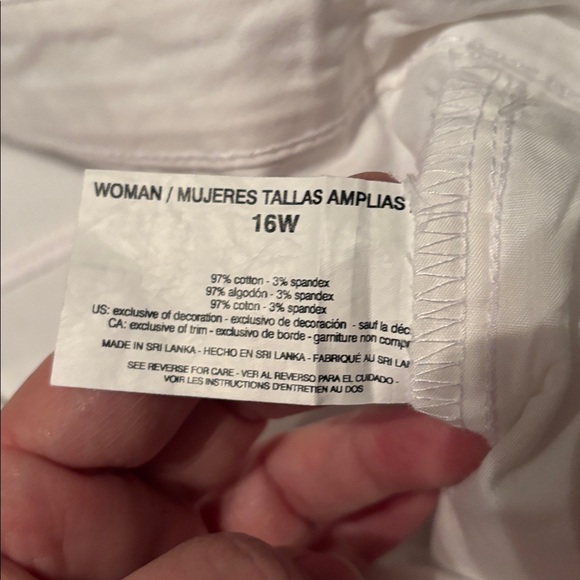 WOMAN / MUJERES TALLAS AMPLIAS
16W
97% cotton - 3% spandex
97% algodón - 3% spandex
97% coton - 3% spandex
US: exclusive of decoration - exclusivo de decoración - sauf la déc
CA: exclusive of trim - exclusivo de borde - garniture non compr
MADE IN SRI LANKA - HECHO EN SRI LANKA - FABRIQUÉ AU SRI LAN
SEE REVERSE FOR CARE - VER AL REVERSO PARA EL CUIDADO -
VOIR LES INSTRUCTIONS D'ENTRETIEN AU DOS